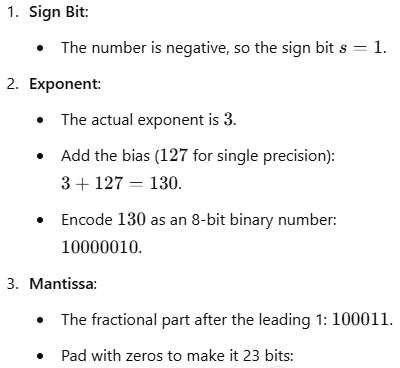 1. Sign Bit:
• The number is negative, so the sign bit s = 1.
2. Exponent:
• The actual exponent is 3.
• Add the bias (127 for single precision):
3 + 127 = 130.
• Encode 130 as an 8-bit binary number:
10000010.
3. Mantissa:
• The fractional part after the leading 1: 100011.
• Pad with zeros to make it 23 bits: